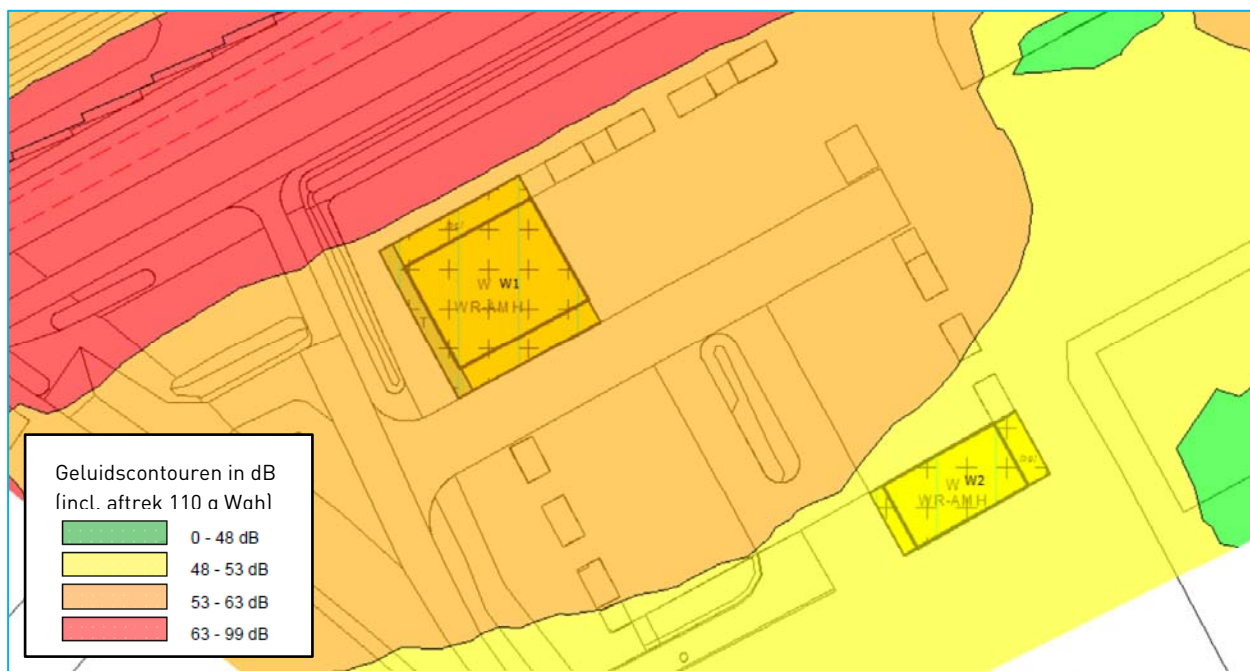 W W1
WR-AMH
W W2
WR-AMH
Geluidscontouren in dB
(incl. aftrek 110 g Wgh)
0 - 48 dB
48 - 53 dB
53 - 63 dB
63 - 99 dB